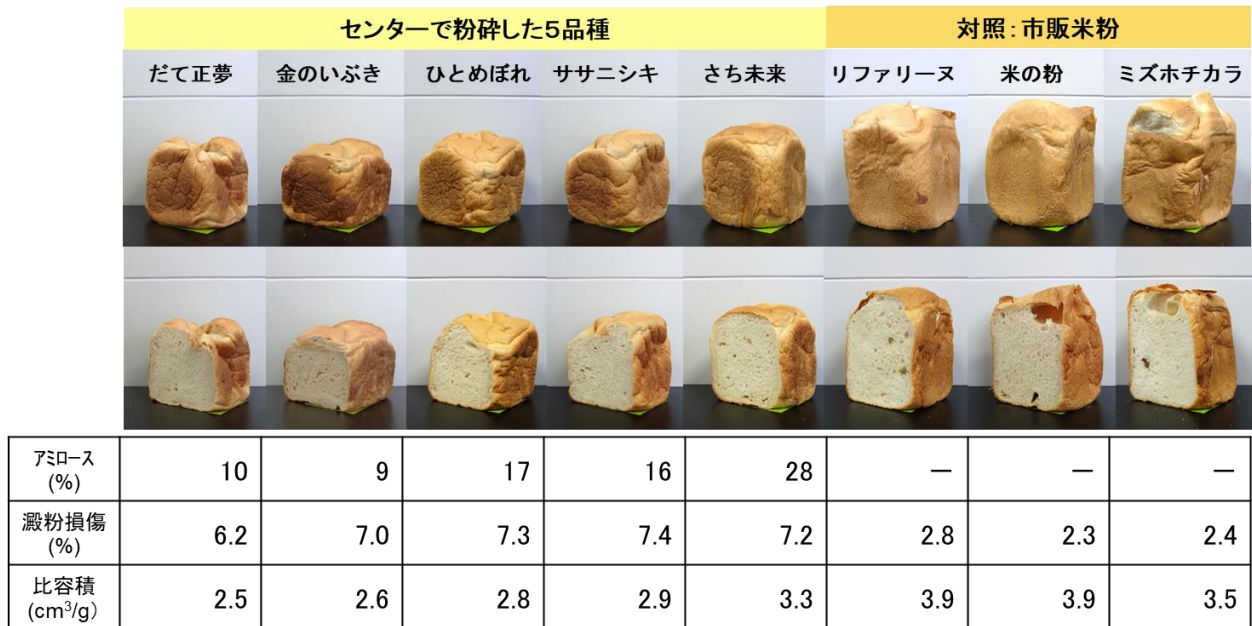 センターで粉砕した5品種 対照：市販米粉
だて正夢 金のいぶき ひとめぼれ ササニシキ さち未来 リファリーヌ 米の粉 ミズホチカラ
アミロース
(%) 10 9 17 16 28 － － －
澱粉損傷
(%) 6.2 7.0 7.3 7.4 7.2 2.8 2.3 2.4
比容積
(cm³/g) 2.5 2.6 2.8 2.9 3.3 3.9 3.9 3.5